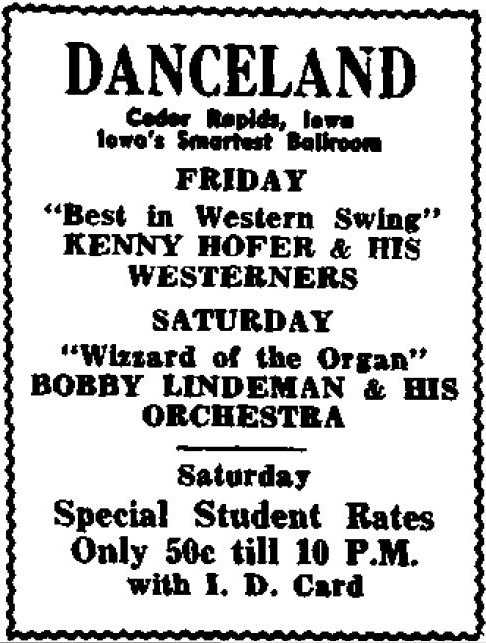 DANCELAND
Cedar Rapids, Iowa
Iowa's Smartest Ballroom
FRIDAY
"Best in Western Swing"
KENNY HOFER & HIS
WESTERNERS
SATURDAY
"Wizzard of the Organ"
BOBBY LINDEMAN & HIS
ORCHESTRA
Saturday
Special Student Rates
Only 50c till 10 P.M.
with I. D. Card